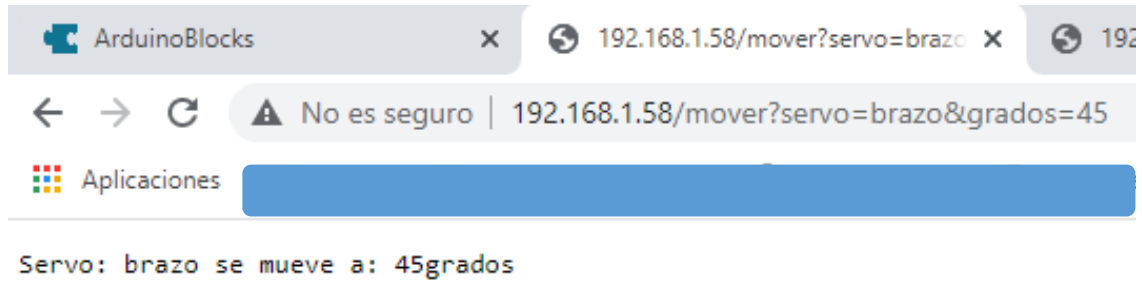 ArduinoBlocks 192.168.1.58/mover?servo=brazo 192
No es seguro 192.168.1.58/mover?servo=brazo&grados=45
Aplicaciones
Servo: brazo se mueve a: 45grados